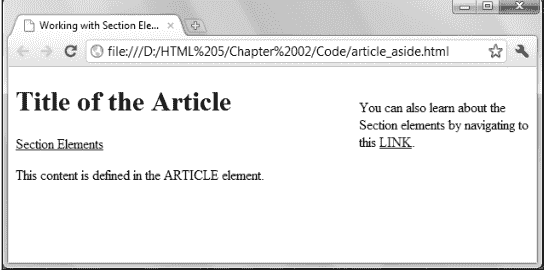 Working with Section Ele...
file:///D:/HTML%205/Chapter%2002/Code/article_aside.html
Title of the Article
Section Elements
This content is defined in the ARTICLE element.
You can also learn about the
Section elements by navigating to
this LINK.